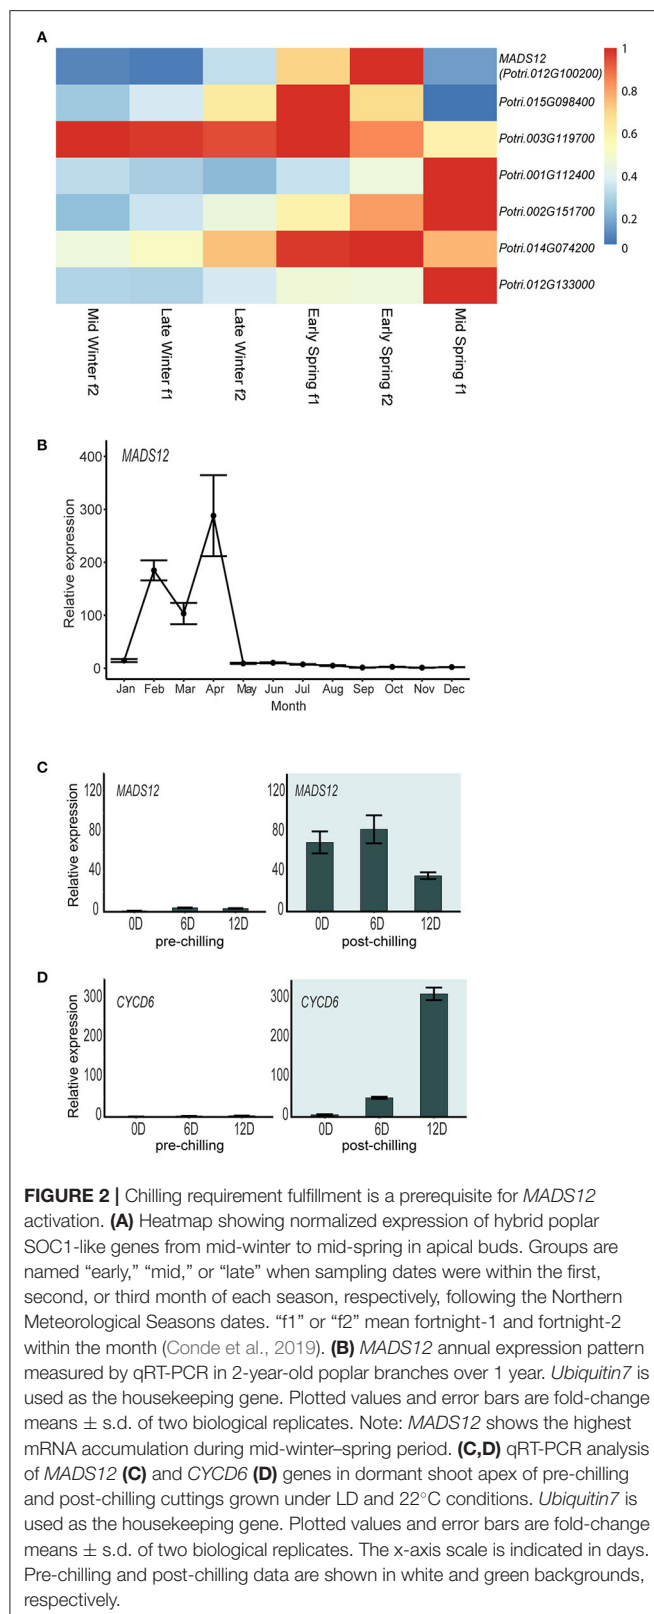 A
MADS12
(Potri.012G100200)
Potri.015G098400
Potri.003G119700
Potri.001G112400
Potri.002G151700
Potri.014G074200
Potri.012G133000
1
0.8
0.6
0.4
0.2
0
Mid Winter f2
Late Winter f1
Late Winter f2
Early Spring f1
Early Spring f2
Mid Spring f1
B
MADS12
Relative expression
400
300
200
100
0
Jan Feb Mar Apr May Jun Jul Aug Sep Oct Nov Dec
Month
C
MADS12
Relative expression
120
80
40
0
0D 6D 12D
pre-chilling
MADS12
120
80
40
0
0D 6D 12D
post-chilling
D
CYCD6
Relative expression
300
200
100
0
0D 6D 12D
pre-chilling
CYCD6
300
200
100
0
0D 6D 12D
post-chilling
FIGURE 2 | Chilling requirement fulfillment is a prerequisite for MADS12
activation. (A) Heatmap showing normalized expression of hybrid poplar
SOC1-like genes from mid-winter to mid-spring in apical buds. Groups are
named “early,” “mid,” or “late” when sampling dates were within the first,
second, or third month of each season, respectively, following the Northern
Meteorological Seasons dates. “f1” or “f2” mean fortnight-1 and fortnight-2
within the month (Conde et al., 2019). (B) MADS12 annual expression pattern
measured by qRT-PCR in 2-year-old poplar branches over 1 year. Ubiquitin7 is
used as the housekeeping gene. Plotted values and error bars are fold-change
means ± s.d. of two biological replicates. Note: MADS12 shows the highest
mRNA accumulation during mid-winter–spring period. (C,D) qRT-PCR analysis
of MADS12 (C) and CYCD6 (D) genes in dormant shoot apex of pre-chilling
and post-chilling cuttings grown under LD and 22°C conditions. Ubiquitin7 is
used as the housekeeping gene. Plotted values and error bars are fold-change
means ± s.d. of two biological replicates. The x-axis scale is indicated in days.
Pre-chilling and post-chilling data are shown in white and green backgrounds,
respectively.